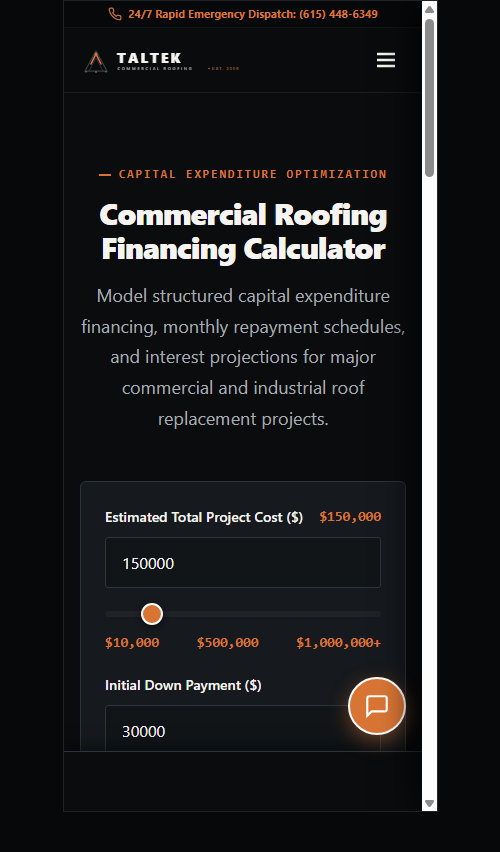 24/7 Rapid Emergency Dispatch: (615) 448-6349
TALTEK
COMMERCIAL ROOFING
CAPITAL EXPENDITURE OPTIMIZATION
Commercial Roofing
Financing Calculator
Model structured capital expenditure
financing, monthly repayment schedules,
and interest projections for major
commercial and industrial roof
replacement projects.
Estimated Total Project Cost ($) $150,000
150000
$10,000 $500,000 $1,000,000+
Initial Down Payment ($)
30000